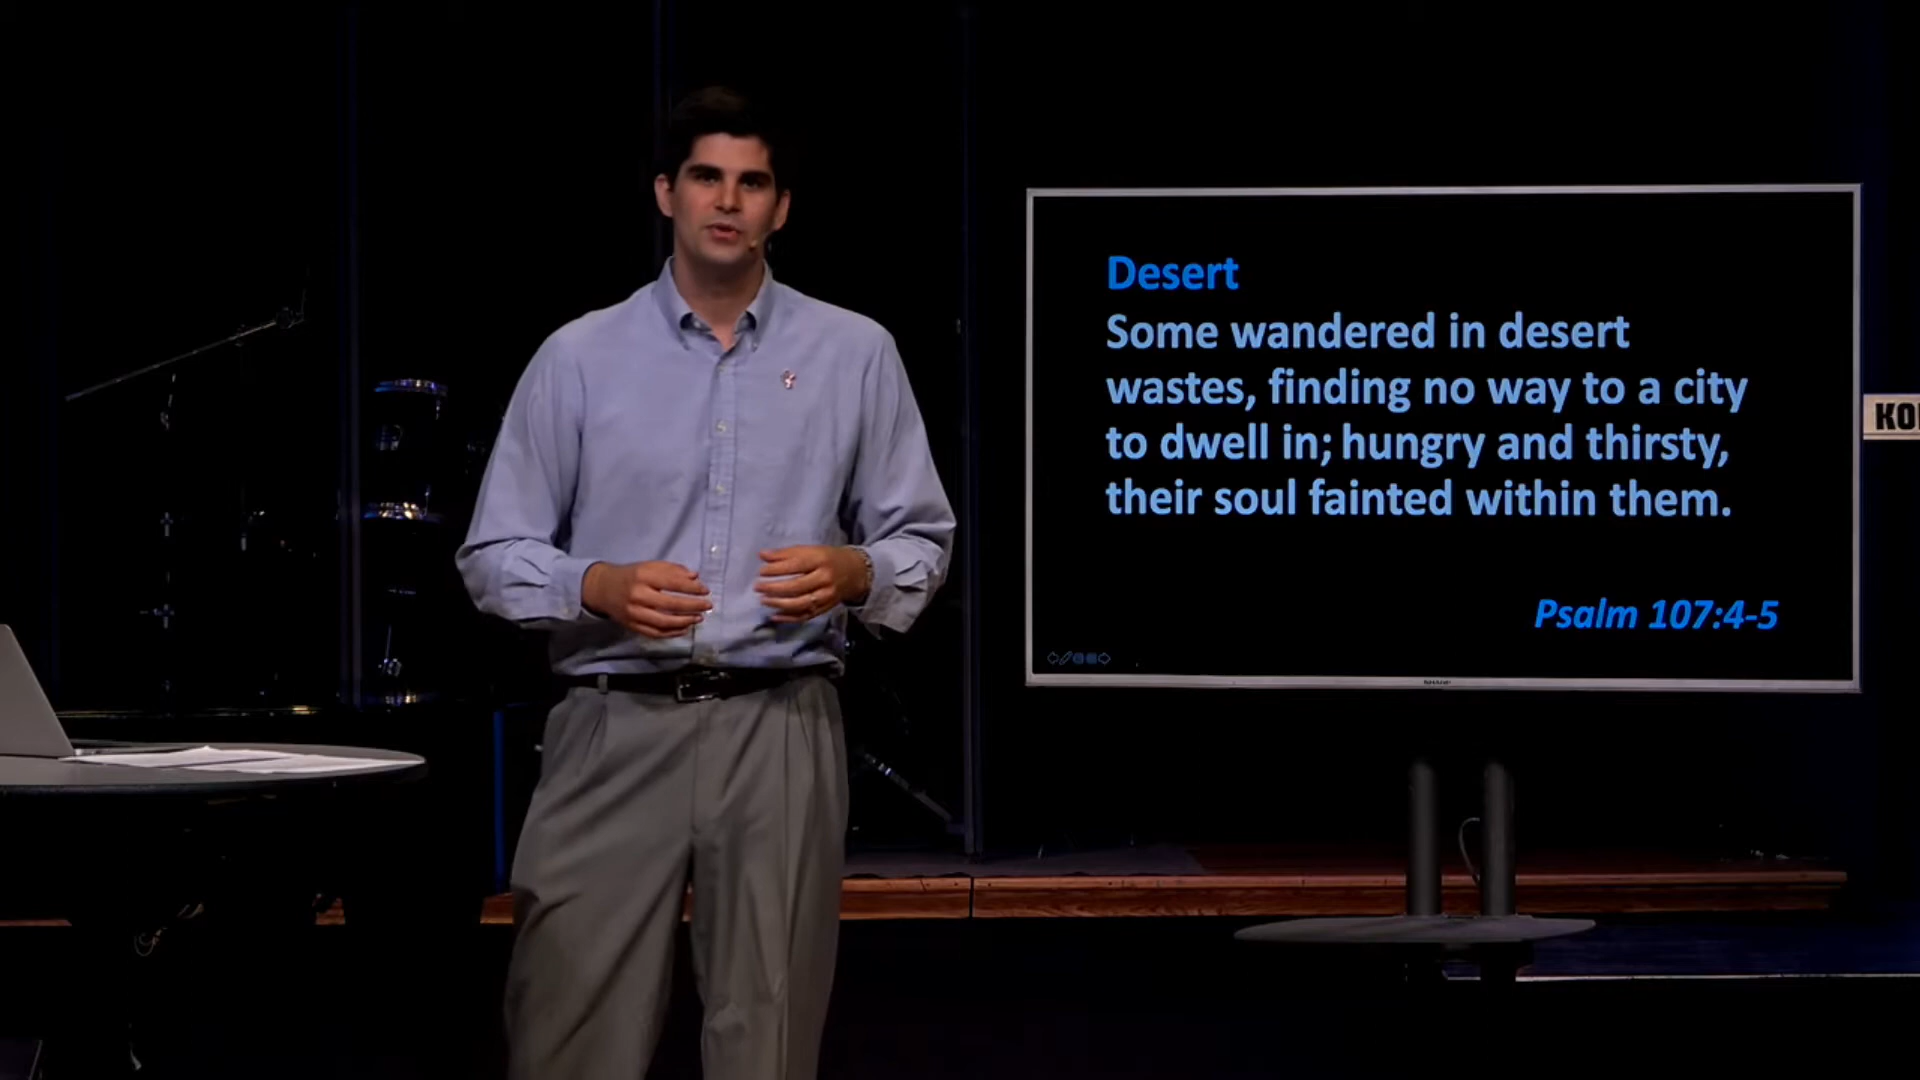 Desert
Some wandered in desert
wastes, finding no way to a city
to dwell in; hungry and thirsty,
their soul fainted within them.
Psalm 107:4-5
SHARP